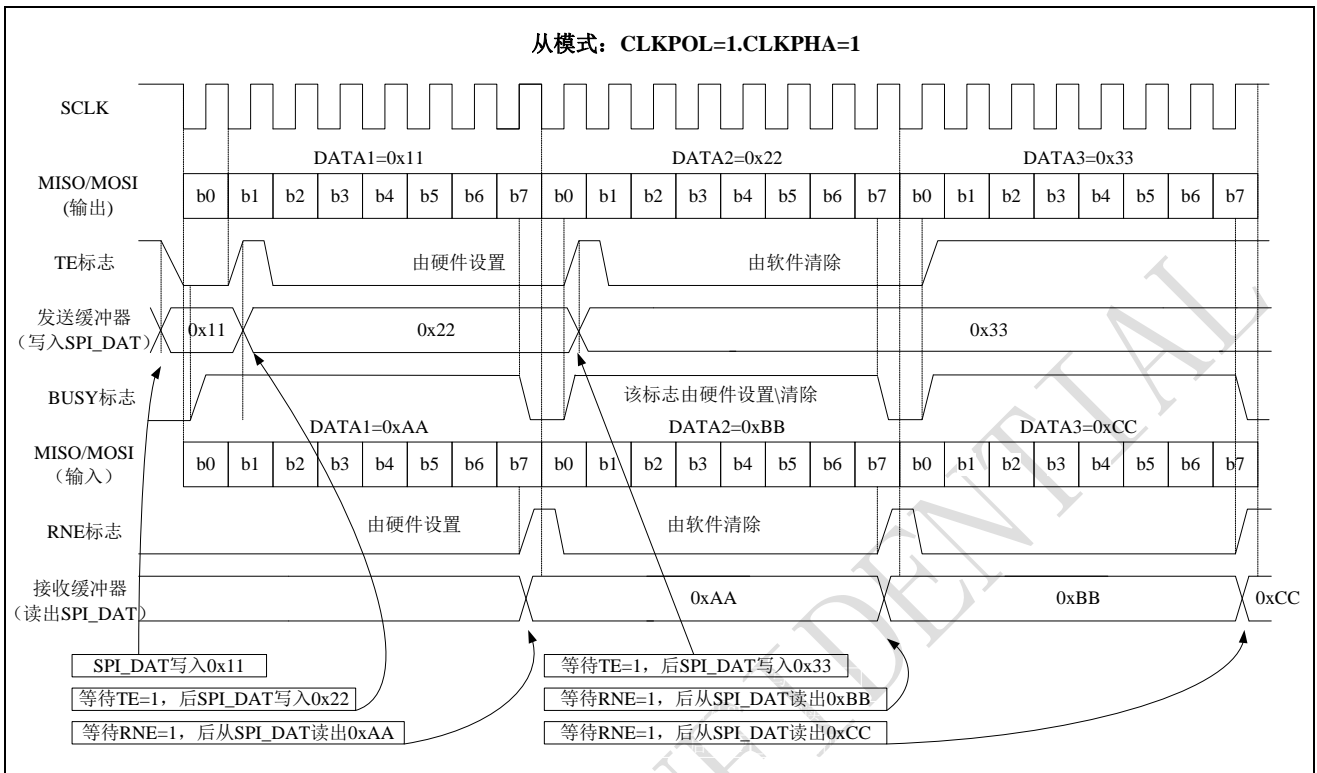 从模式：CLKPOL=1.CLKPHA=1
SCLK
DATA1=0x11 DATA2=0x22 DATA3=0x33
MISO/MOSI
(输出)
b0 b1 b2 b3 b4 b5 b6 b7 b0 b1 b2 b3 b4 b5 b6 b7 b0 b1 b2 b3 b4 b5 b6 b7
TE标志 由硬件设置 由软件清除
发送缓冲器
（写入SPI_DAT）
0x11 0x22 0x33
BUSY标志 该标志由硬件设置\清除
DATA1=0xAA DATA2=0xBB DATA3=0xCC
MISO/MOSI
（输入）
b0 b1 b2 b3 b4 b5 b6 b7 b0 b1 b2 b3 b4 b5 b6 b7 b0 b1 b2 b3 b4 b5 b6 b7
RNE标志 由硬件设置 由软件清除
接收缓冲器
（读出SPI_DAT）
0xAA 0xBB 0xCC
SPI_DAT写入0x11
等待TE=1，后SPI_DAT写入0x22
等待RNE=1，后从SPI_DAT读出0xAA
等待TE=1，后SPI_DAT写入0x33
等待RNE=1，后从SPI_DAT读出0xBB
等待RNE=1，后从SPI_DAT读出0xCC
NFIDENTIAL